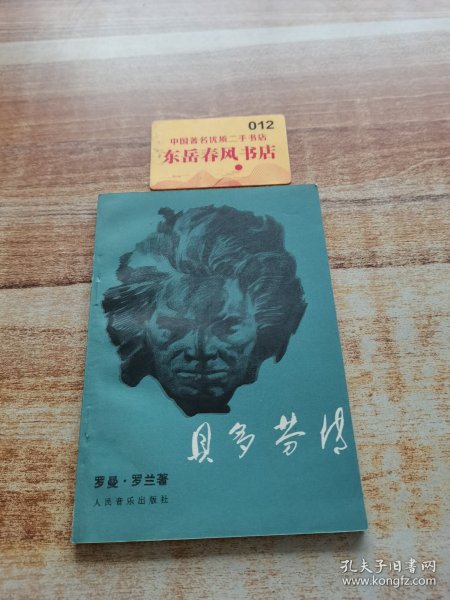 012
中国著名优质二手书店
东岳春风书店
贝多芬传
罗曼·罗兰著
人民音乐出版社
孔夫子旧书网
www.kongfz.com